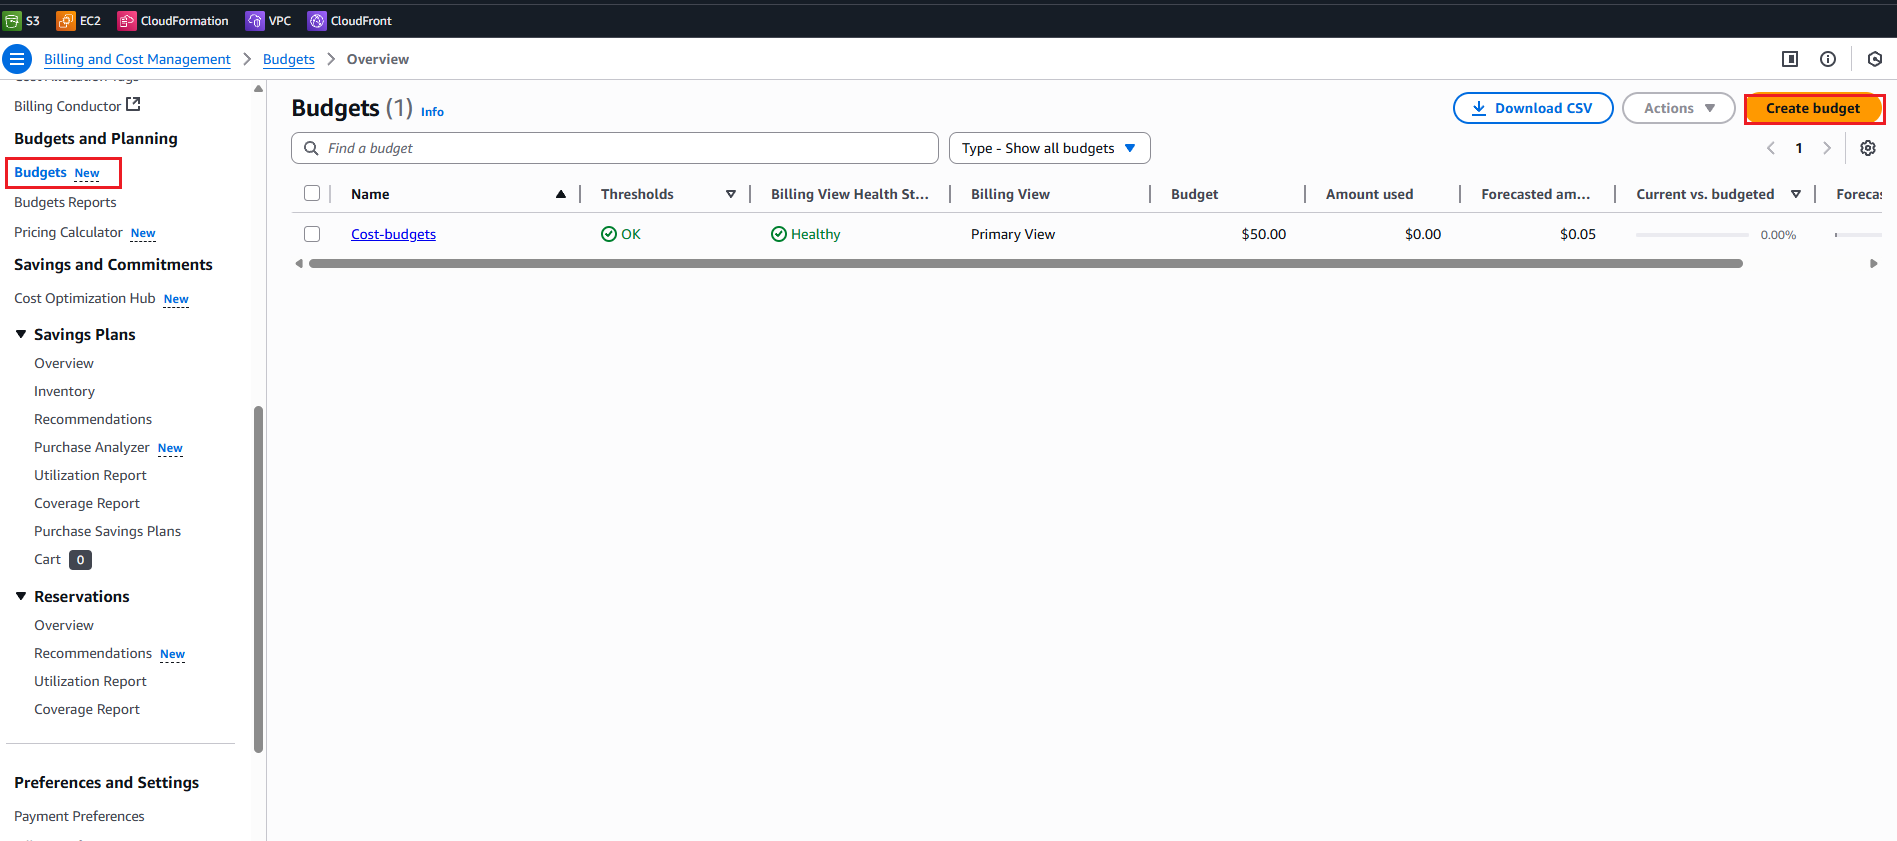 S3 EC2 CloudFormation VPC CloudFront
Billing and Cost Management > Budgets > Overview
Cost Allocation Tags
Billing Conductor
Budgets and Planning
Budgets New
Budgets Reports
Pricing Calculator New
Savings and Commitments
Cost Optimization Hub New
Savings Plans
Overview
Inventory
Recommendations
Purchase Analyzer New
Utilization Report
Coverage Report
Purchase Savings Plans
Cart 0
Reservations
Overview
Recommendations New
Utilization Report
Coverage Report
Preferences and Settings
Payment Preferences
Budgets (1) Info
Download CSV Actions Create budget
Find a budget Type - Show all budgets 1
Name Thresholds Billing View Health St... Billing View Budget Amount used Forecasted am... Current vs. budgeted Forecas
Cost-budgets OK Healthy Primary View $50.00 $0.00 $0.05 0.00%